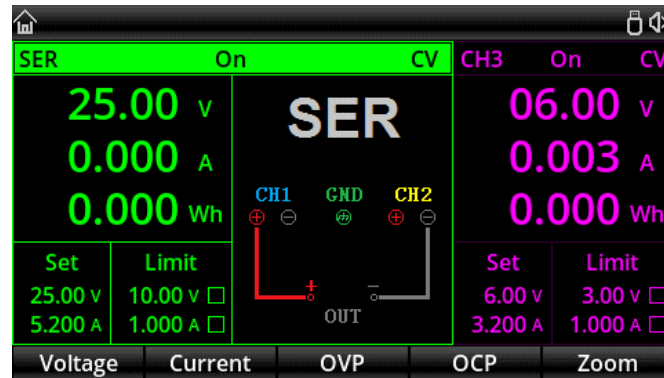 SER On CV CH3 On CV
25.00 V
0.000 A
0.000 Wh
SER
CH1 GND CH2
OUT
06.00 V
0.003 A
0.000 Wh
Set Limit
25.00 V 10.00 V
5.200 A 1.000 A
Set Limit
6.00 V 3.00 V
3.200 A 1.000 A
Voltage Current OVP OCP Zoom